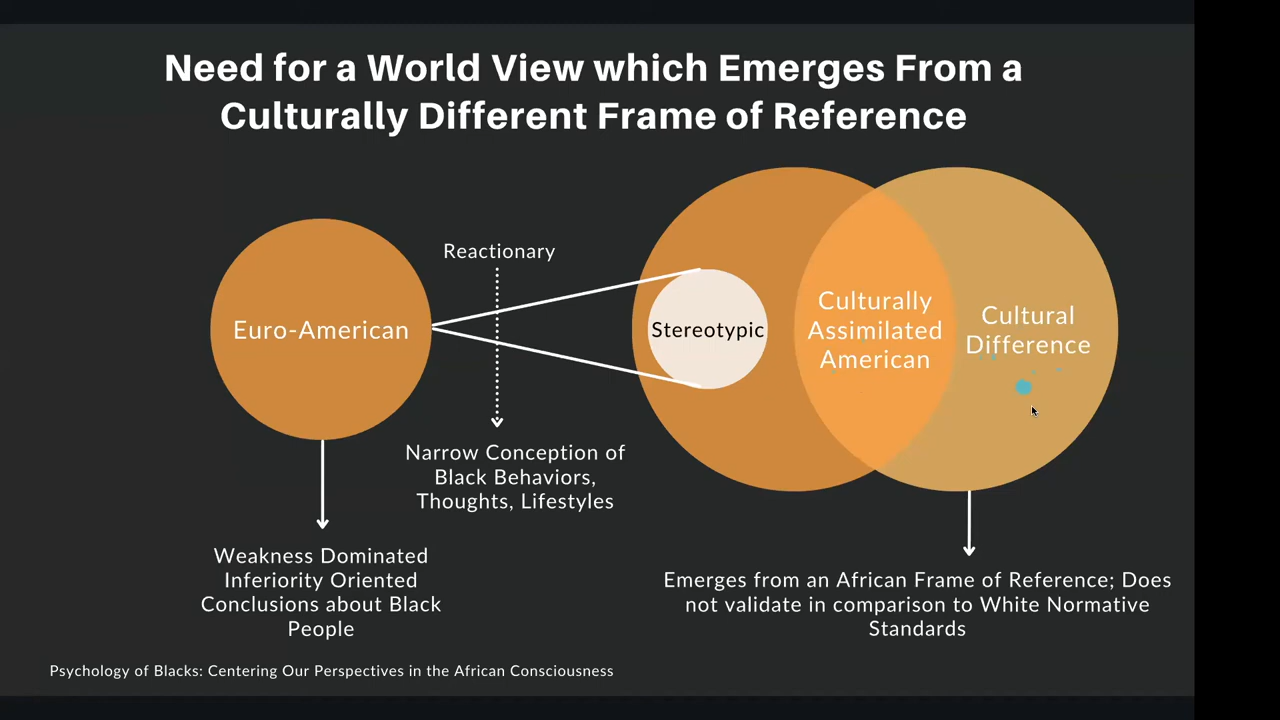 Need for a World View which Emerges From a
Culturally Different Frame of Reference
Euro-American
Reactionary
Stereotypic
Culturally
Assimilated
American
Cultural
Difference
Narrow Conception of
Black Behaviors,
Thoughts, Lifestyles
Weakness Dominated
Inferiority Oriented
Conclusions about Black
People
Emerges from an African Frame of Reference; Does
not validate in comparison to White Normative
Standards
Psychology of Blacks: Centering Our Perspectives in the African Consciousness